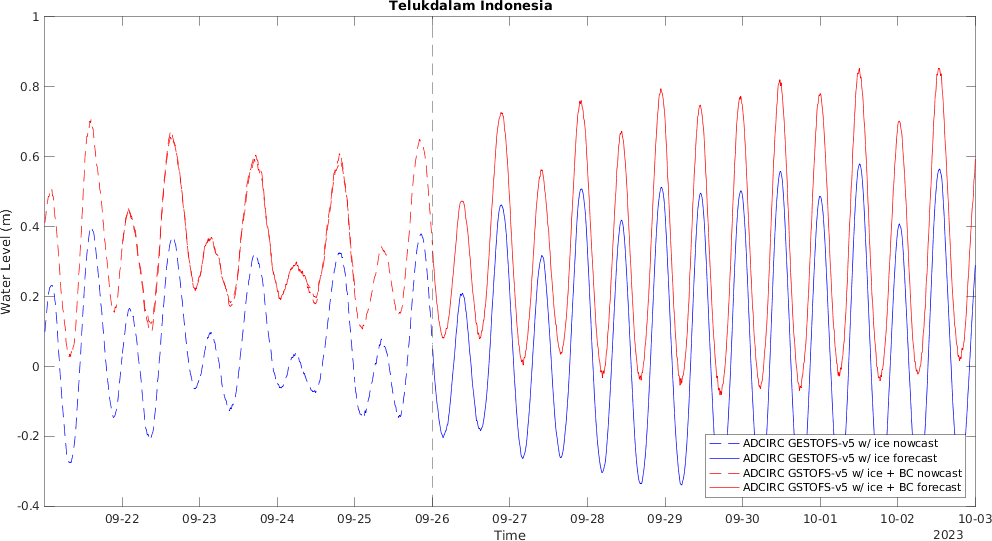 Telukdalam Indonesia
Water Level (m)
1
0.8
0.6
0.4
0.2
0
-0.2
-0.4
ADCIRC GESTOFS-v5 w/ ice nowcast
ADCIRC GESTOFS-v5 w/ ice forecast
ADCIRC GSTOFS-v5 w/ ice + BC nowcast
ADCIRC GSTOFS-v5 w/ ice + BC forecast
09-22 09-23 09-24 09-25 09-26 09-27 09-28 09-29 09-30 10-01 10-02 10-03
Time
2023